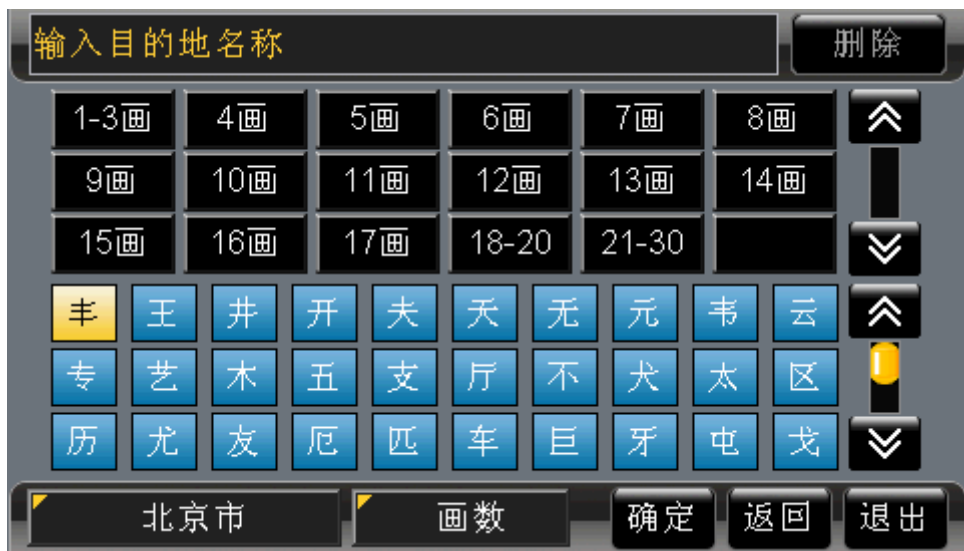 输入目的地名称 删除
1-3画 4画 5画 6画 7画 8画
9画 10画 11画 12画 13画 14画
15画 16画 17画 18-20 21-30
丰 王 井 开 夫 天 无 元 韦 云
专 艺 木 五 支 厅 不 犬 太 区
历 尤 友 厄 匹 车 巨 牙 屯 戈
北京市 画数 确定 返回 退出